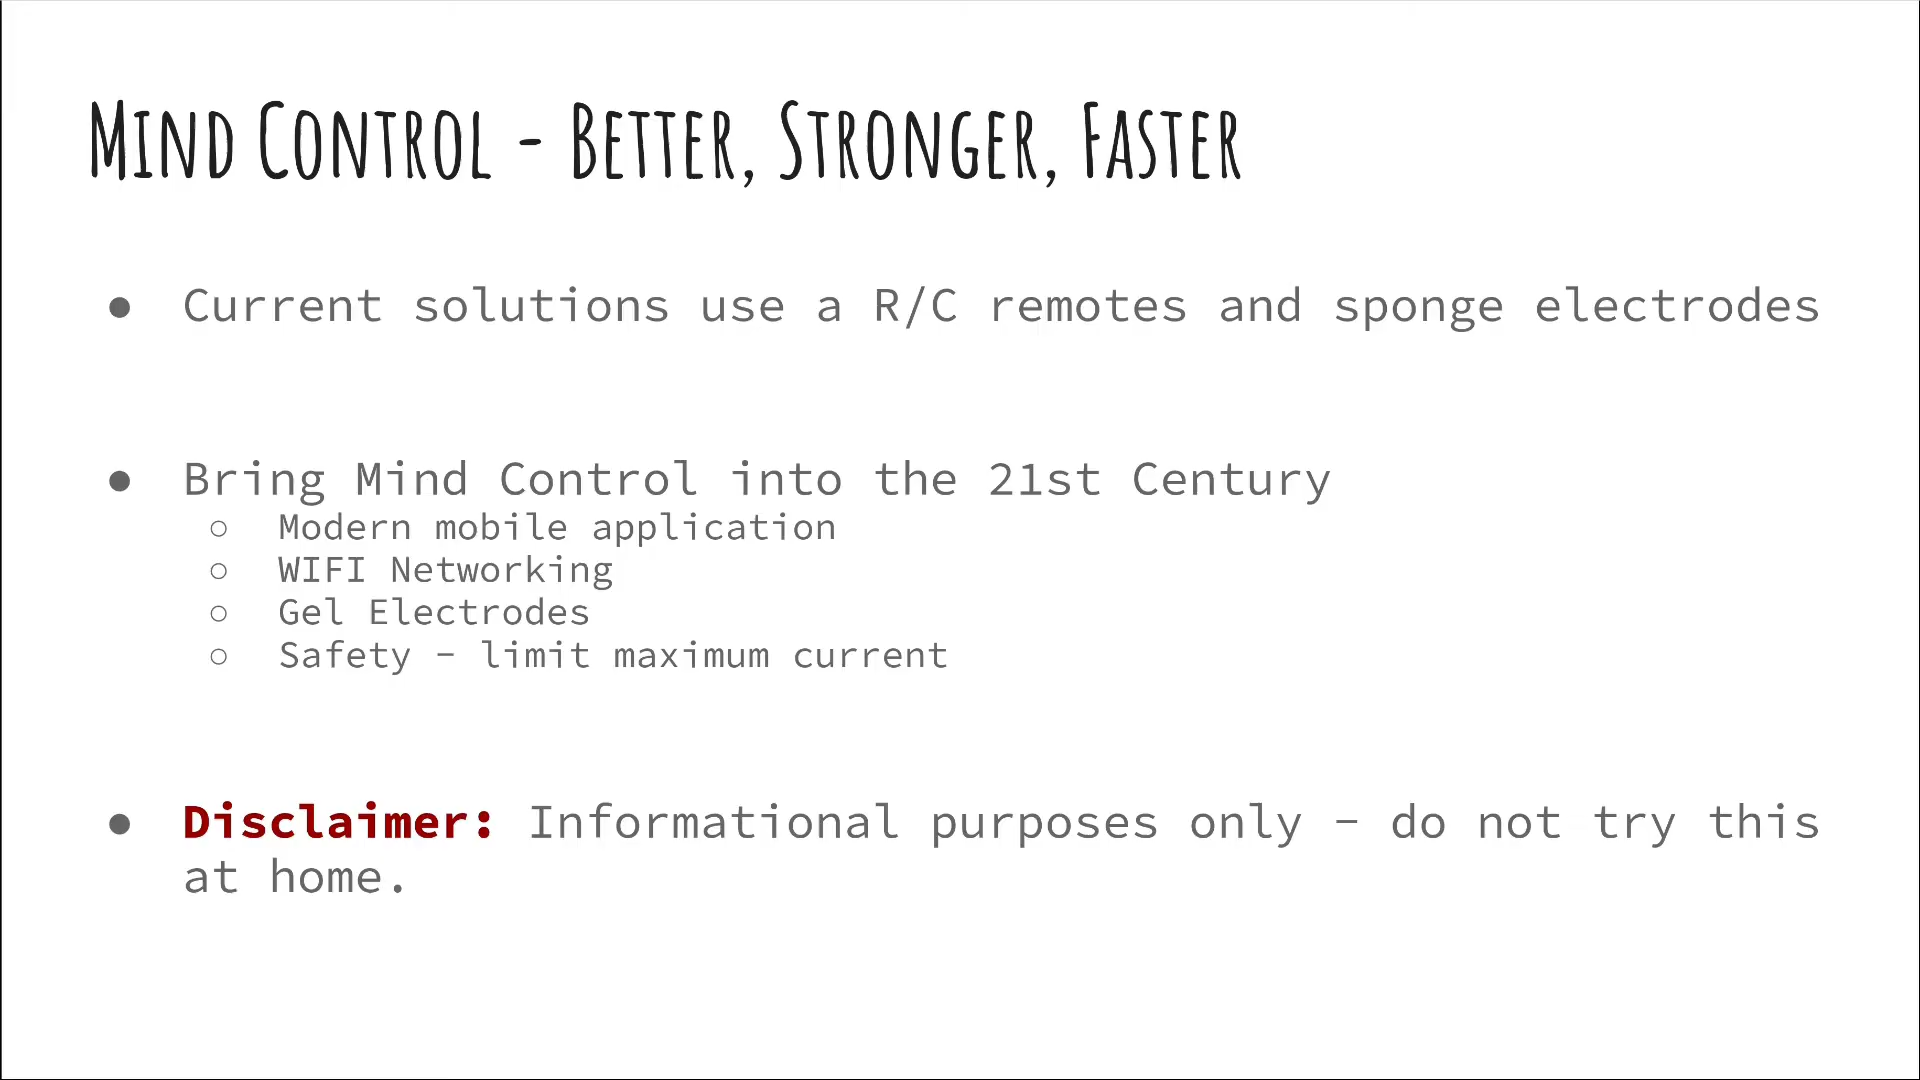 Mind Control - Better, Stronger, Faster
● Current solutions use a R/C remotes and sponge electrodes
● Bring Mind Control into the 21st Century
○ Modern mobile application
○ WIFI Networking
○ Gel Electrodes
○ Safety - limit maximum current
● Disclaimer: Informational purposes only - do not try this
at home.